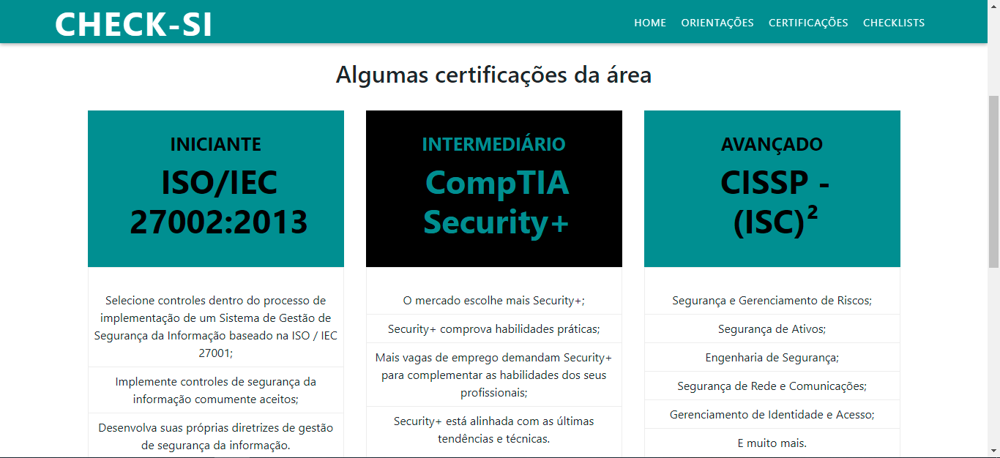 CHECK-SI
HOME ORIENTAÇÕES CERTIFICAÇÕES CHECKLISTS
Algumas certificações da área
INICIANTE
ISO/IEC
27002:2013
Selecione controles dentro do processo de
implementação de um Sistema de Gestão de
Segurança da Informação baseado na ISO / IEC
27001;
Implemente controles de segurança da
informação comumente aceitos;
Desenvolva suas próprias diretrizes de gestão
de segurança da informação.
INTERMEDIÁRIO
CompTIA
Security+
O mercado escolhe mais Security+;
Security+ comprova habilidades práticas;
Mais vagas de emprego demandam Security+
para complementar as habilidades dos seus
profissionais;
Security+ está alinhada com as últimas
tendências e técnicas.
AVANÇADO
CISSP -
(ISC)²
Segurança e Gerenciamento de Riscos;
Segurança de Ativos;
Engenharia de Segurança;
Segurança de Rede e Comunicações;
Gerenciamento de Identidade e Acesso;
E muito mais.